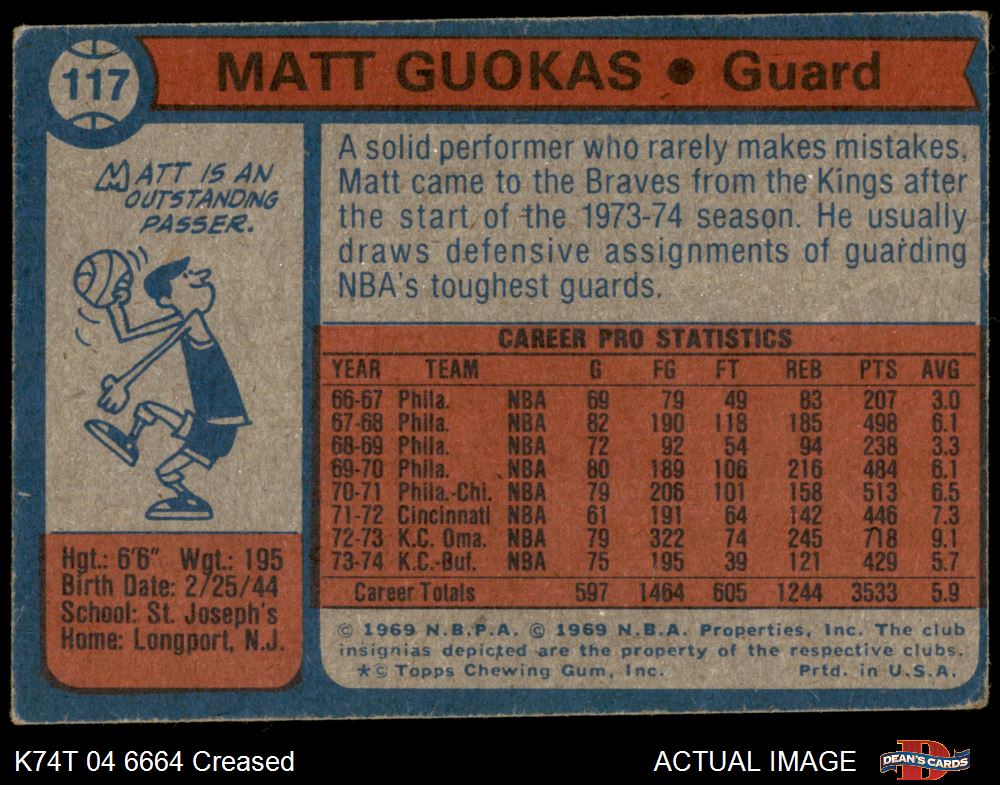 117
MATT GUOKAS • Guard
MATT IS AN
OUTSTANDING
PASSER.
A solid performer who rarely makes mistakes,
Matt came to the Braves from the Kings after
the start of the 1973-74 season. He usually
draws defensive assignments of guarding
NBA's toughest guards.
CAREER PRO STATISTICS
YEAR TEAM G FG FT REB PTS AVG
66-67 Phila. NBA 69 79 49 83 207 3.0
67-68 Phila. NBA 82 190 118 185 498 6.1
68-69 Phila. NBA 72 92 54 94 238 3.3
69-70 Phila. NBA 80 189 106 216 484 6.1
70-71 Phila.-Chi. NBA 79 206 101 158 513 6.5
71-72 Cincinnati NBA 61 191 64 142 446 7.3
72-73 K.C. Oma. NBA 79 322 74 245 718 9.1
73-74 K.C.-Buf. NBA 75 195 39 121 429 5.7
Career Totals 597 1464 605 1244 3533 5.9
Hgt.: 6'6" Wgt.: 195
Birth Date: 2/25/44
School: St. Joseph's
Home: Longport, N.J.
© 1969 N.B.P.A. © 1969 N.B.A. Properties, Inc. The club
insignias depicted are the property of the respective clubs.
*© Topps Chewing Gum, Inc. Prtd. in U.S.A.
K74T 04 6664 Creased
ACTUAL IMAGE
D
DEAN'S CARDS